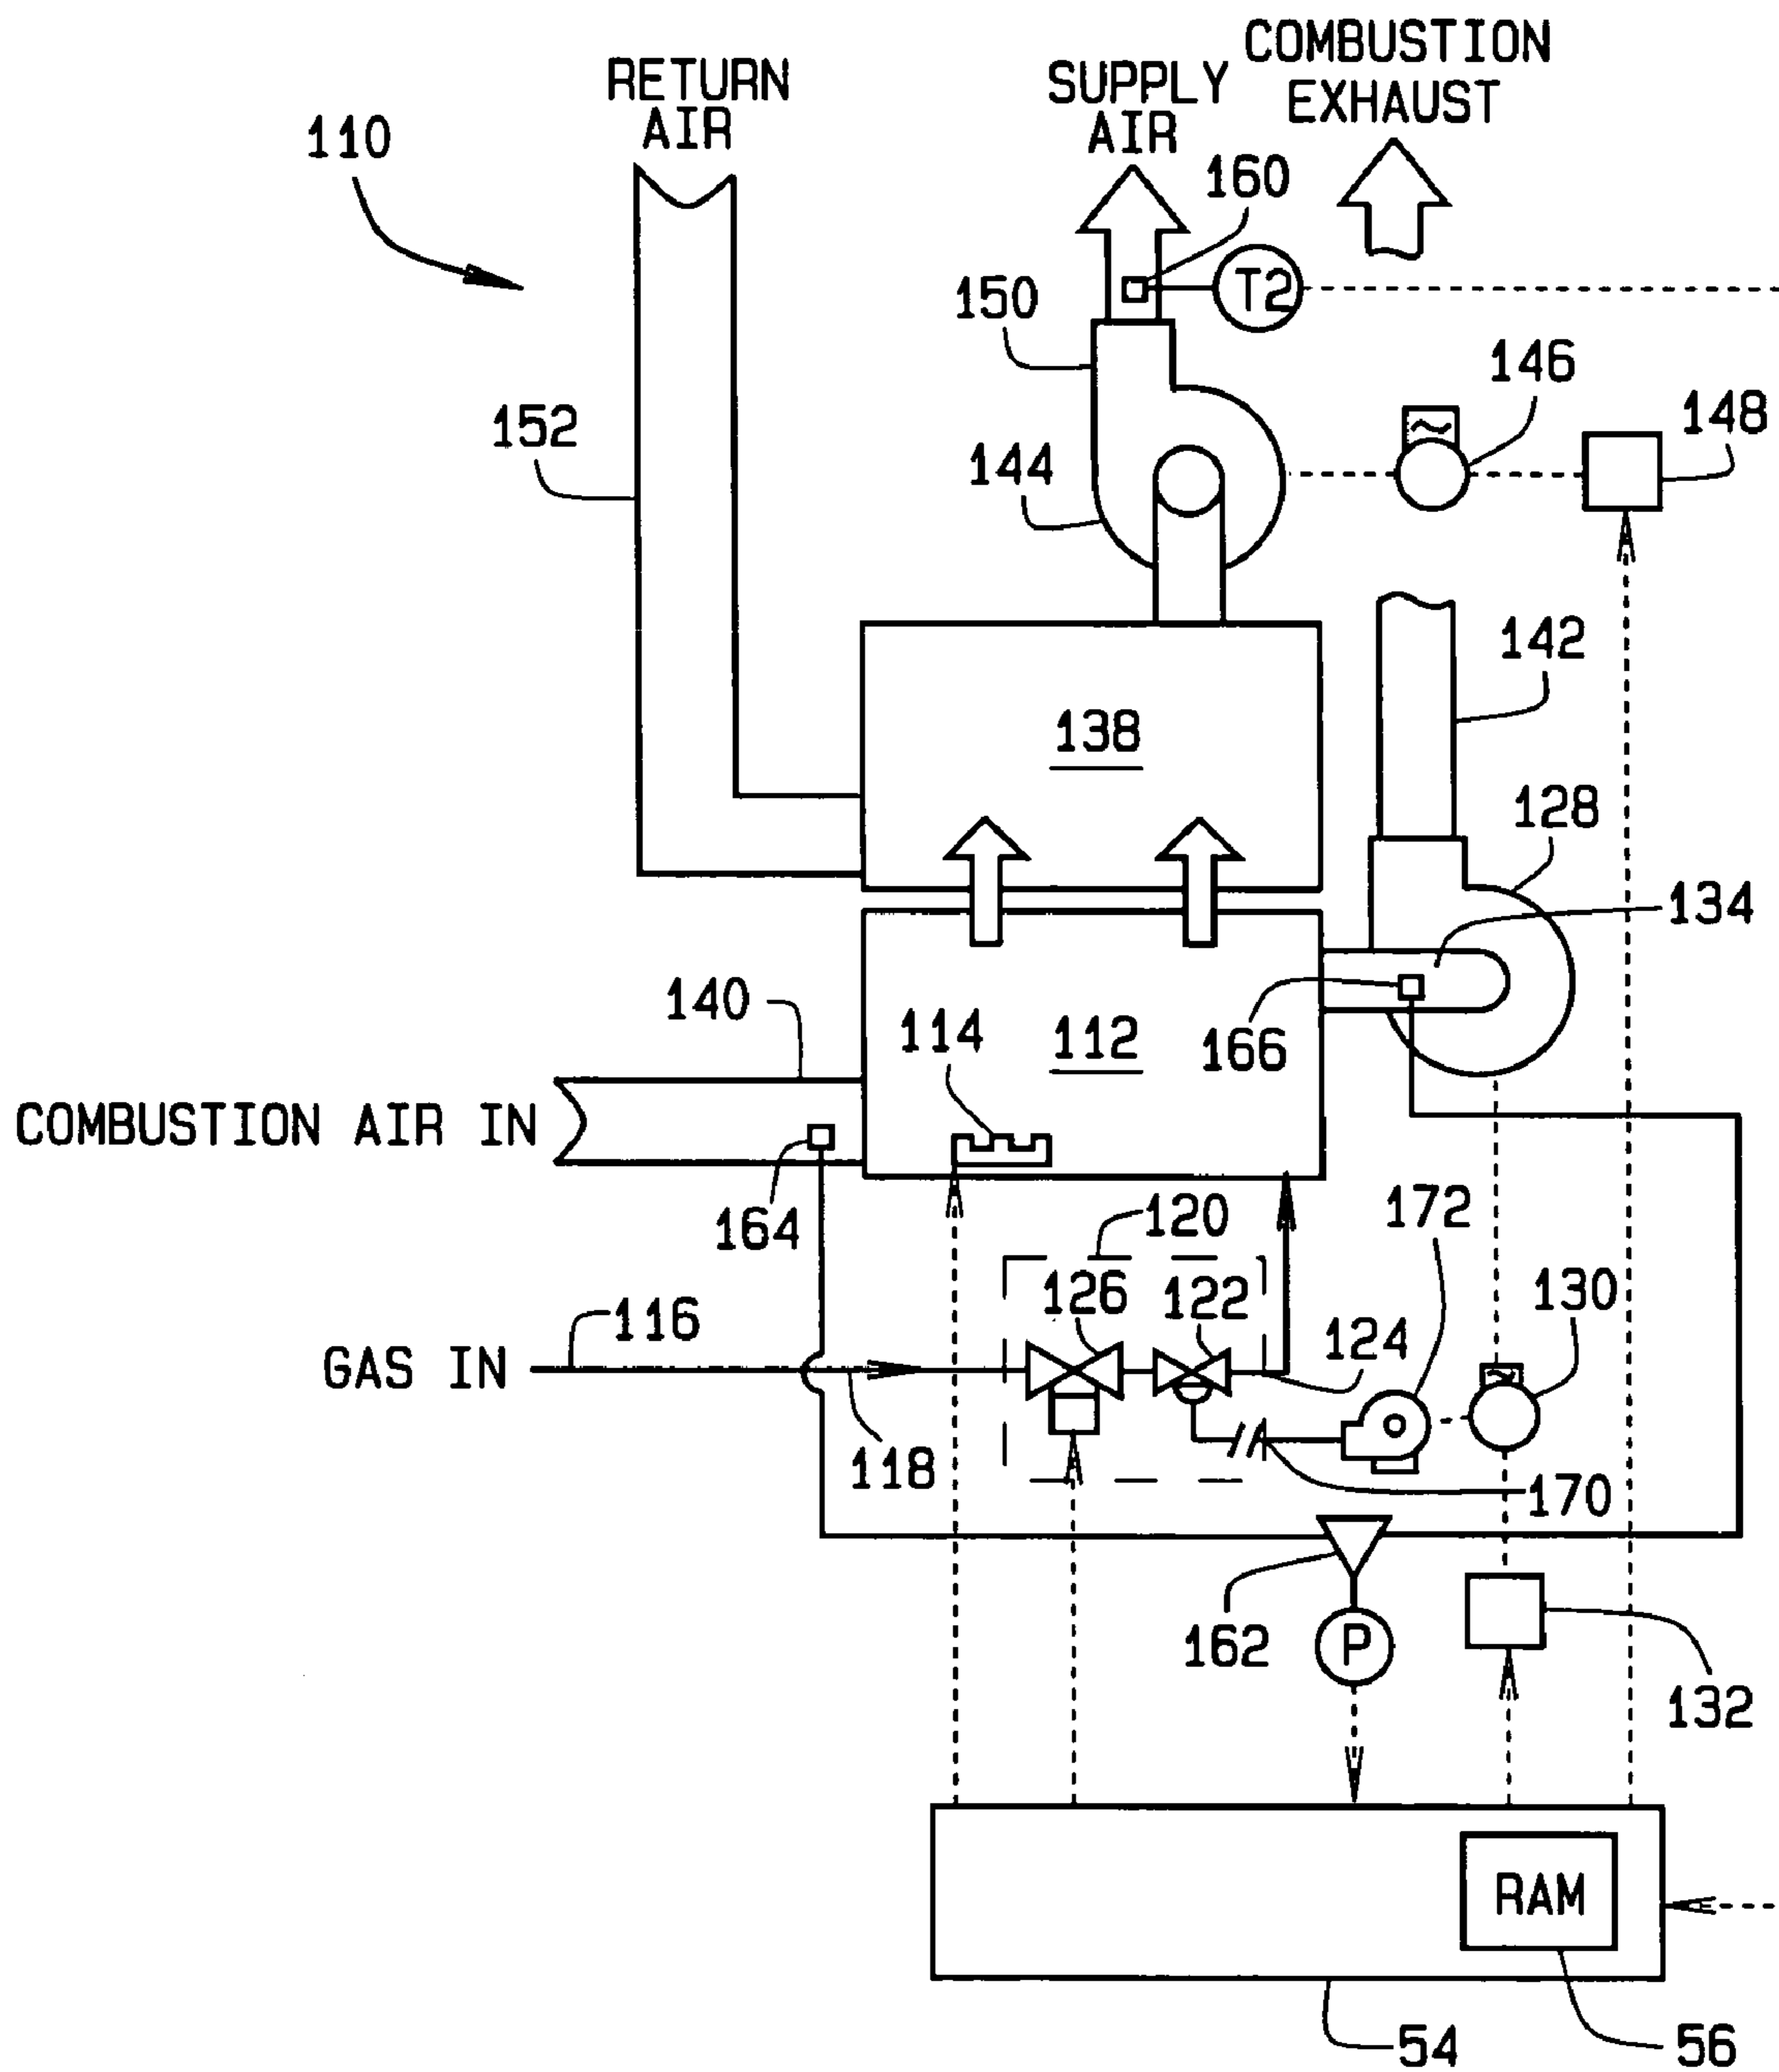 COMBUSTION
EXHAUST
RETURN
AIR
SUPPLY
AIR
110
160
T2
150
146
148
152
144
142
138
128
134
140
114
112
166
COMBUSTION AIR IN
164
120
172
126
122
130
116
124
GAS IN
118
170
162
P
132
RAM
54
56